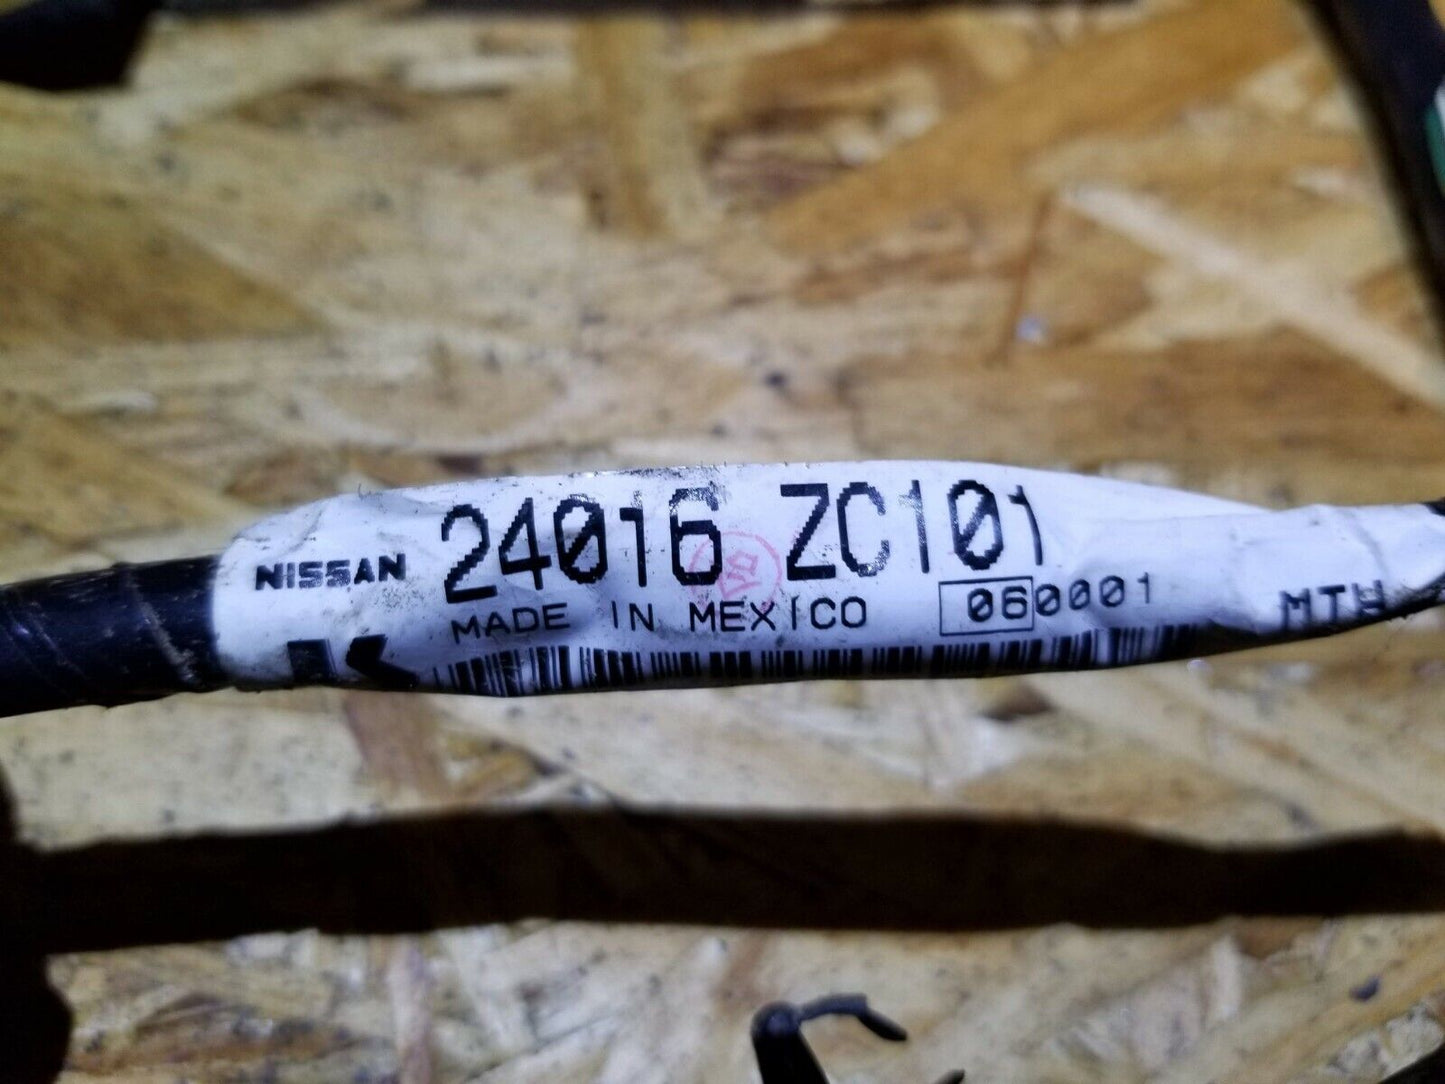 NISSAN 24016 ZC101
MADE IN MEXICO 060001
K MTH